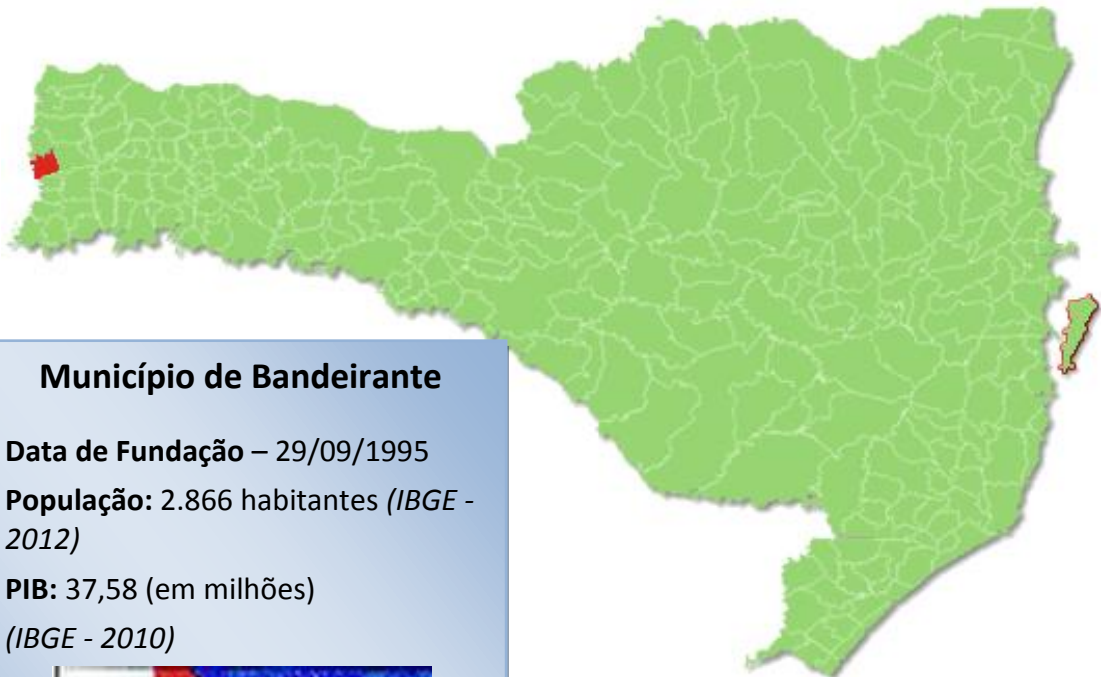 Município de Bandeirante
Data de Fundação – 29/09/1995
População: 2.866 habitantes (IBGE -
2012)
PIB: 37,58 (em milhões)
(IBGE - 2010)